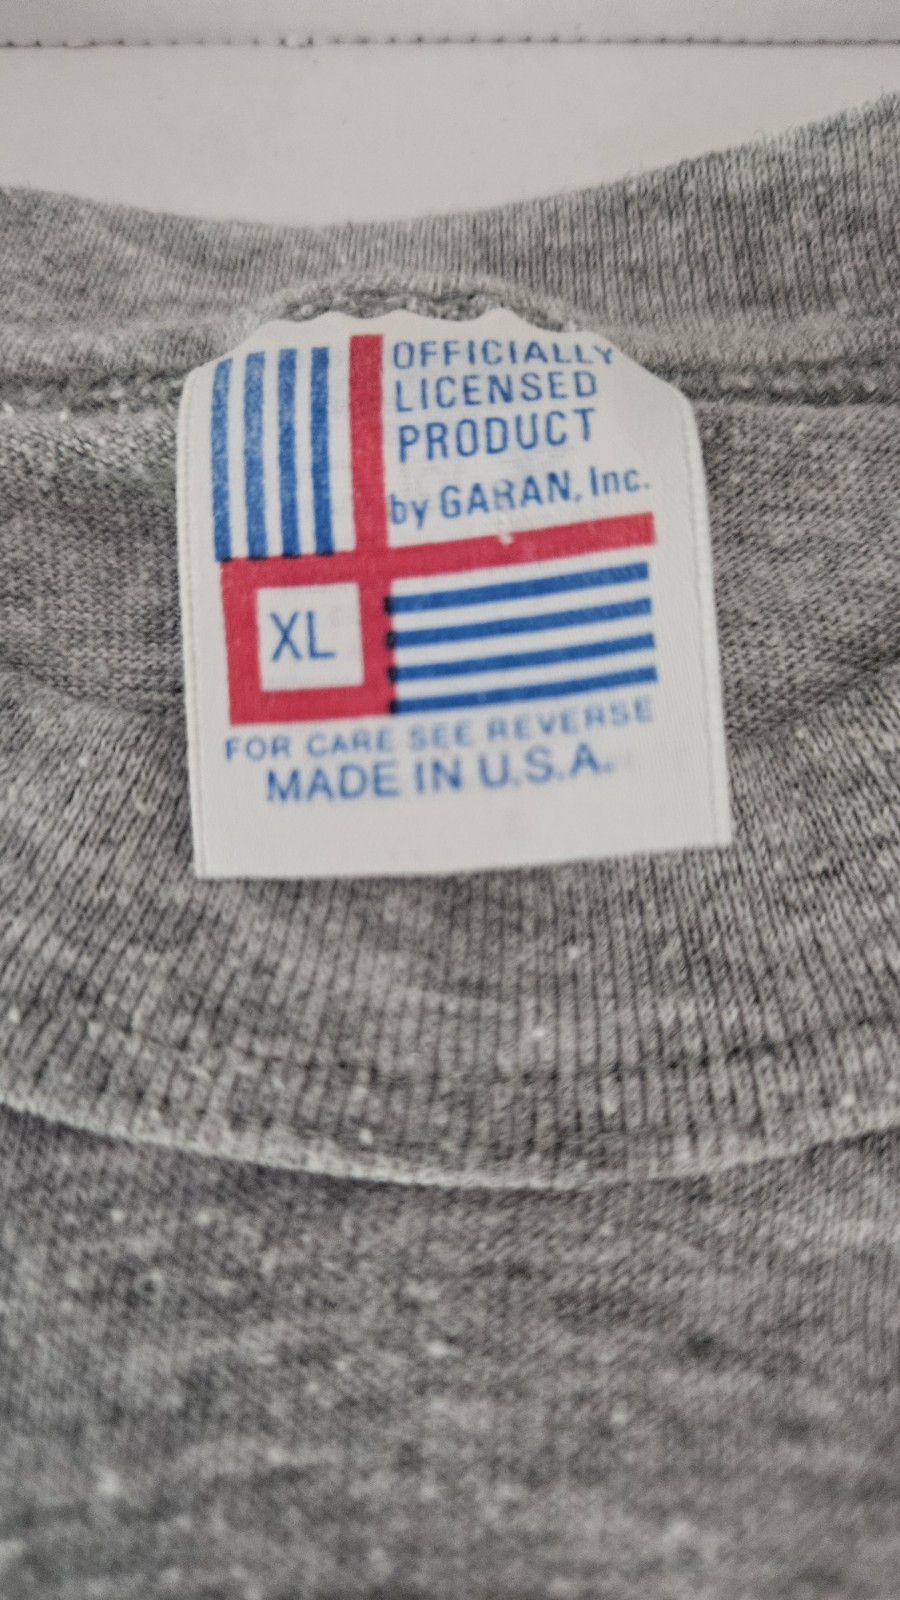 OFFICIALLY
LICENSED
PRODUCT
by GARAN, Inc.
XL
FOR CARE SEE REVERSE
MADE IN U.S.A.